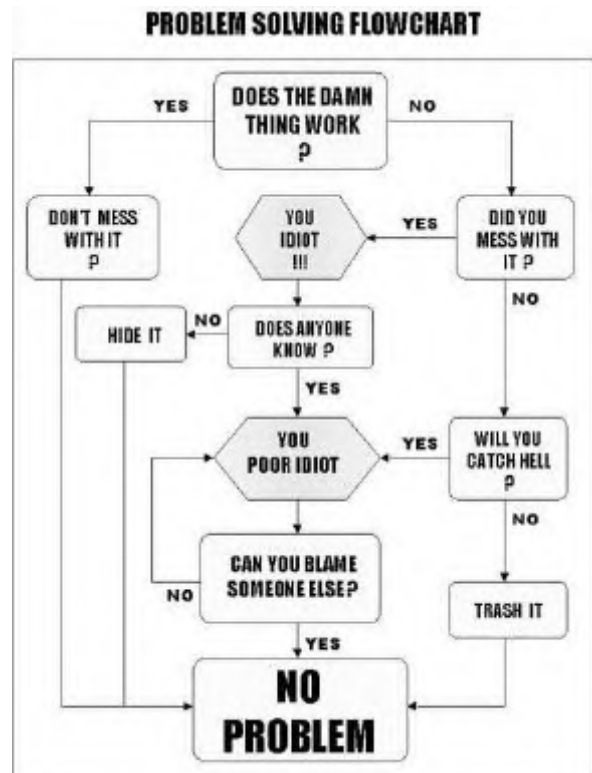 PROBLEM SOLVING FLOWCHART
DOES THE DAMN
THING WORK
?
YES
NO
DON'T MESS
WITH IT
?
YOU
IDIOT
!!!
YES
DID YOU
MESS WITH
IT ?
NO
HIDE IT
NO
DOES ANYONE
KNOW ?
YES
YOU
POOR IDIOT
YES
WILL YOU
CATCH HELL
?
NO
CAN YOU BLAME
SOMEONE ELSE?
NO
YES
TRASH IT
NO
PROBLEM